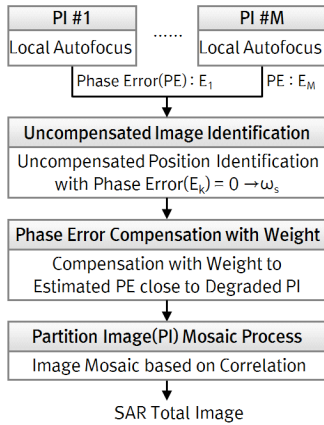 PI #1
......
PI #M
Local Autofocus
Local Autofocus
Phase Error(PE) : E₁
PE : Eₘ
Uncompensated Image Identification
Uncompensated Position Identification
with Phase Error(Eₖ) = 0 →ωₛ
Phase Error Compensation with Weight
Compensation with Weight to
Estimated PE close to Degraded PI
Partition Image(PI) Mosaic Process
Image Mosaic based on Correlation
SAR Total Image